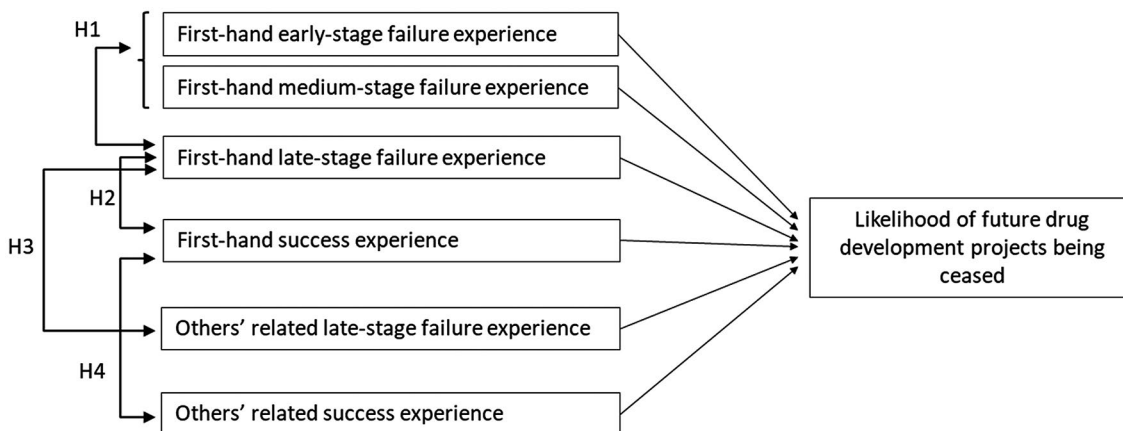 H1
First-hand early-stage failure experience
First-hand medium-stage failure experience
First-hand late-stage failure experience
H2
First-hand success experience
H3
Others’ related late-stage failure experience
H4
Others’ related success experience
Likelihood of future drug
development projects being
ceased